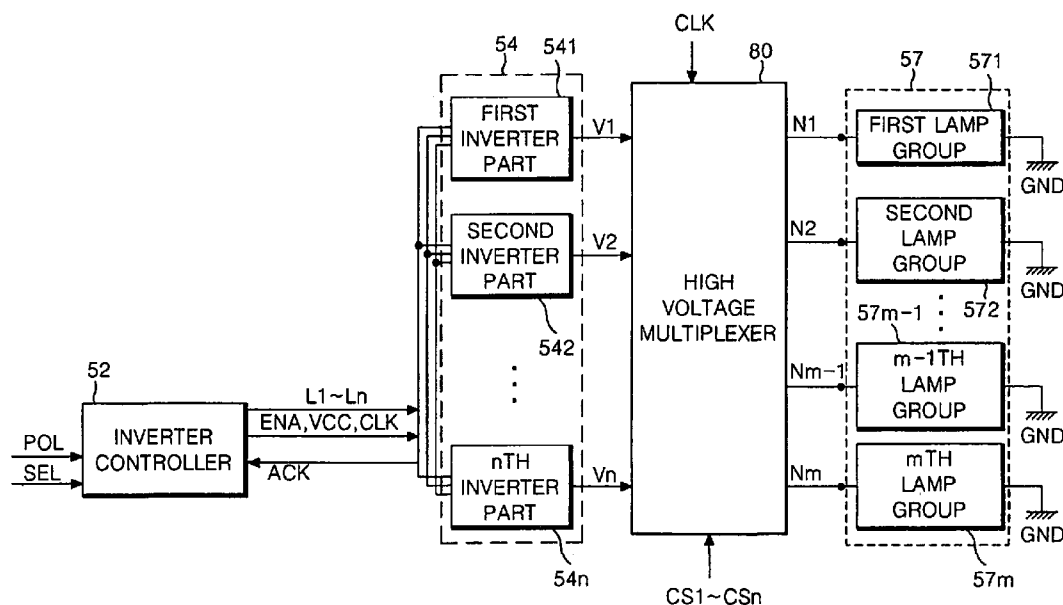 CLK
54
541
80
57
571
FIRST
INVERTER
PART
V1
N1
FIRST LAMP
GROUP
GND
SECOND
INVERTER
PART
V2
N2
SECOND
LAMP
GROUP
GND
542
572
HIGH
VOLTAGE
MULTIPLEXER
57m-1
52
L1~Ln
ENA,VCC,CLK
ACK
POL
SEL
INVERTER
CONTROLLER
Nm-1
m-1TH
LAMP
GROUP
GND
nTH
INVERTER
PART
Vn
Nm
mTH
LAMP
GROUP
GND
54n
CS1~CSn
57m